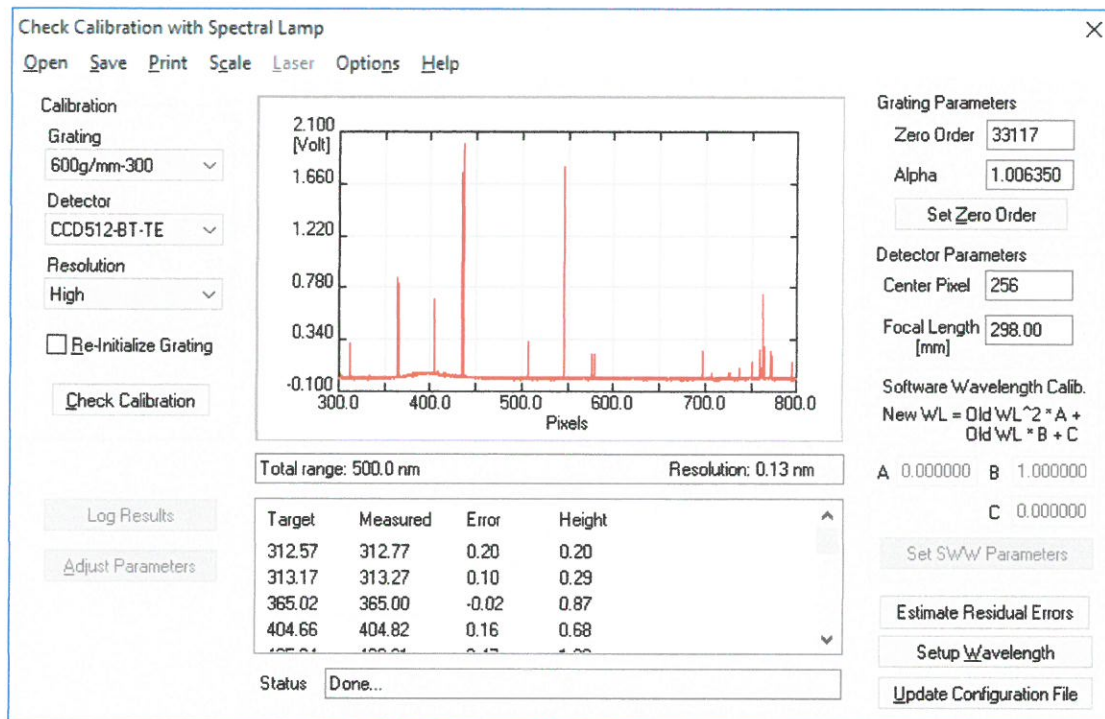 Check Calibration with Spectral Lamp
Open Save Print Scale Laser Options Help
Calibration
Grating
600g/mm-300
Detector
CCD512-BT-TE
Resolution
High
Re-Initialize Grating
Check Calibration
Log Results
Adjust Parameters
2.100
[Volt]
1.660
1.220
0.780
0.340
-0.100
300.0 400.0 500.0 600.0 700.0 800.0
Pixels
Total range: 500.0 nm Resolution: 0.13 nm
Target Measured Error Height
312.57 312.77 0.20 0.20
313.17 313.27 0.10 0.29
365.02 365.00 -0.02 0.87
404.66 404.82 0.16 0.68
Status Done...
Grating Parameters
Zero Order 33117
Alpha 1.006350
Set Zero Order
Detector Parameters
Center Pixel 256
Focal Length 298.00
[mm]
Software Wavelength Calib.
New WL = Old WL^2 * A +
Old WL * B + C
A 0.000000 B 1.000000
C 0.000000
Set SWW Parameters
Estimate Residual Errors
Setup Wavelength
Update Configuration File